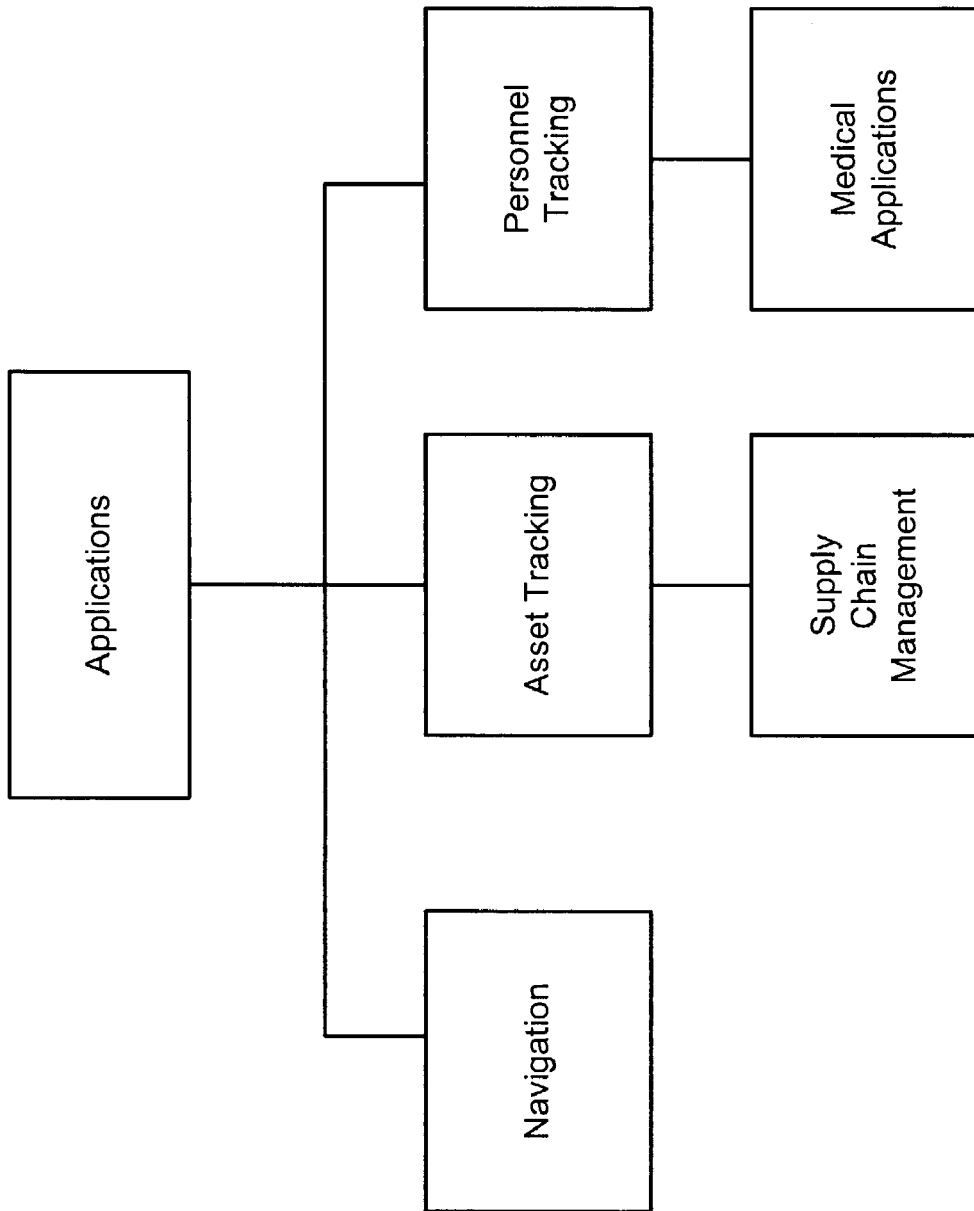 Applications
Navigation
Asset Tracking
Personnel
Tracking
Supply
Chain
Management
Medical
Applications